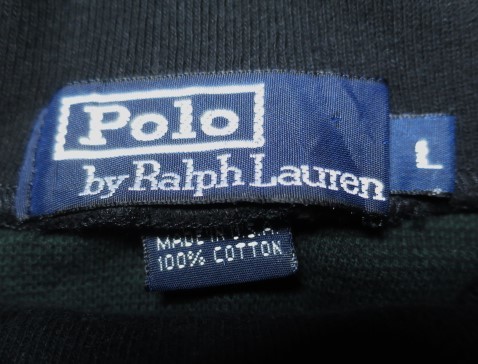 Polo
by Ralph Lauren
L
MADE IN U.S.A.
100% COTTON